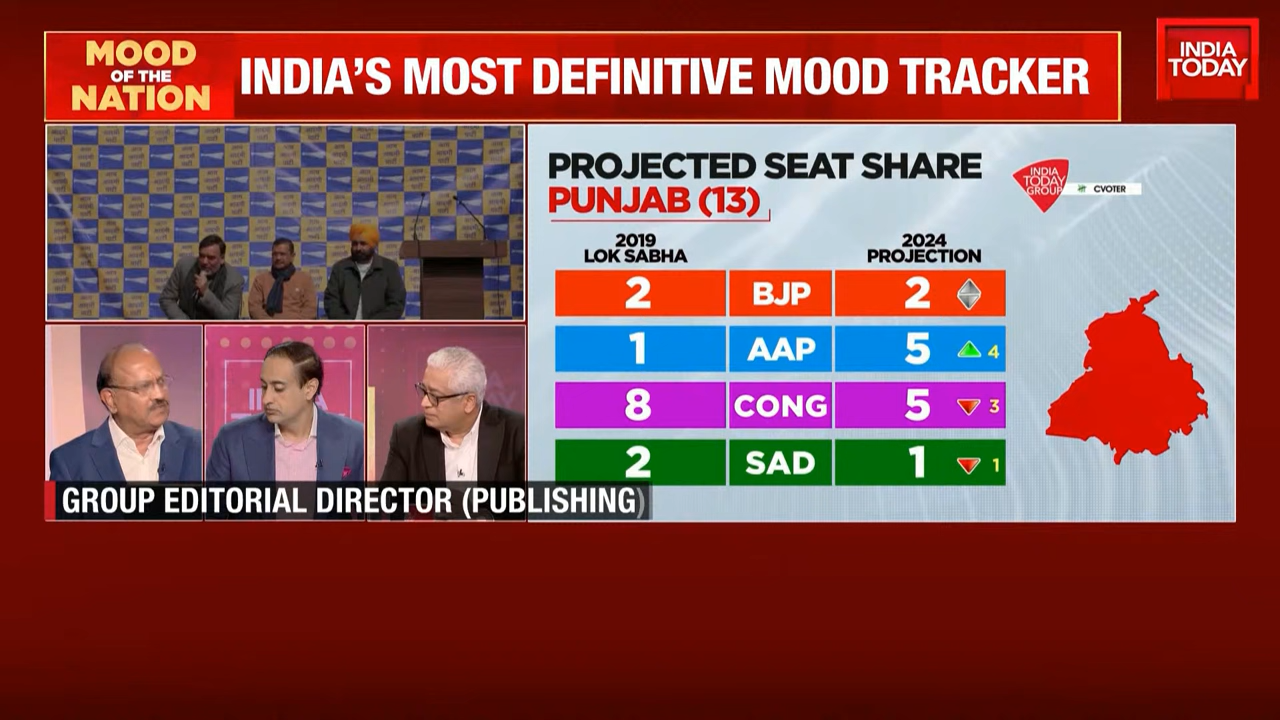 MOOD
OF THE
NATION
INDIA'S MOST DEFINITIVE MOOD TRACKER
INDIA
TODAY
PROJECTED SEAT SHARE
PUNJAB (13)
INDIA
TODAY
GROUP
CVOTER
2019
LOK SABHA
2024
PROJECTION
2 BJP 2
1 AAP 5 4
8 CONG 5 3
2 SAD 1 1
GROUP EDITORIAL DIRECTOR (PUBLISHING)